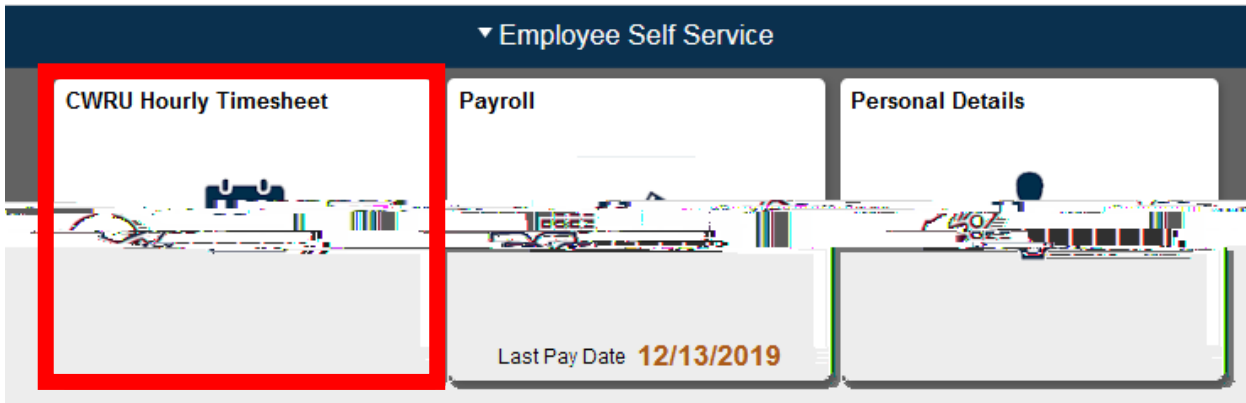 Employee Self Service
CWRU Hourly Timesheet
Payroll
Personal Details
Last Pay Date 12/13/2019